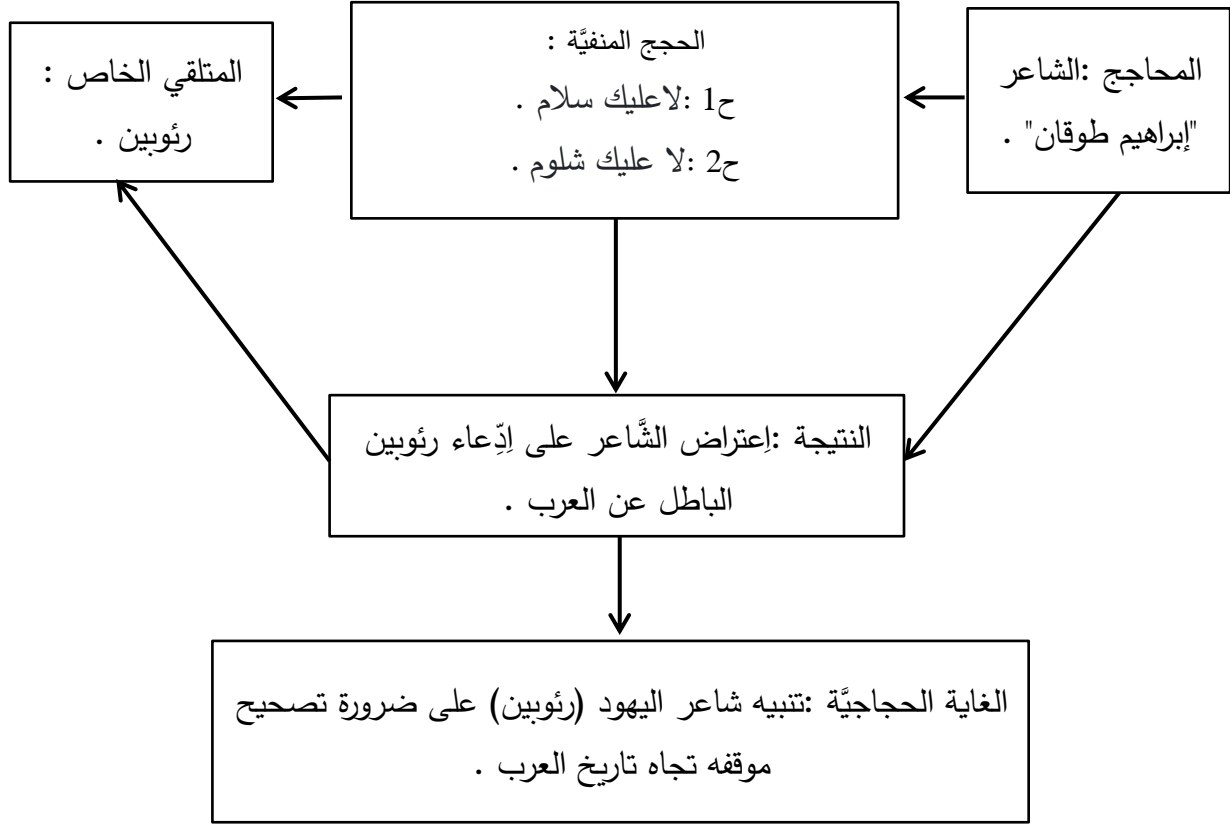 المحاجج :الشاعر
"إبراهيم طوقان" .
الحجج المنفيَّة :
ح1 :لاعليك سلام .
ح2 :لا عليك شلوم .
المتلقي الخاص :
رئوبين .
النتيجة :اِعتراض الشَّاعر على اِدِّعاء رئوبين
الباطل عن العرب .
الغاية الحجاجيَّة :تنبيه شاعر اليهود (رئوبين) على ضرورة تصحيح
موقفه تجاه تاريخ العرب .